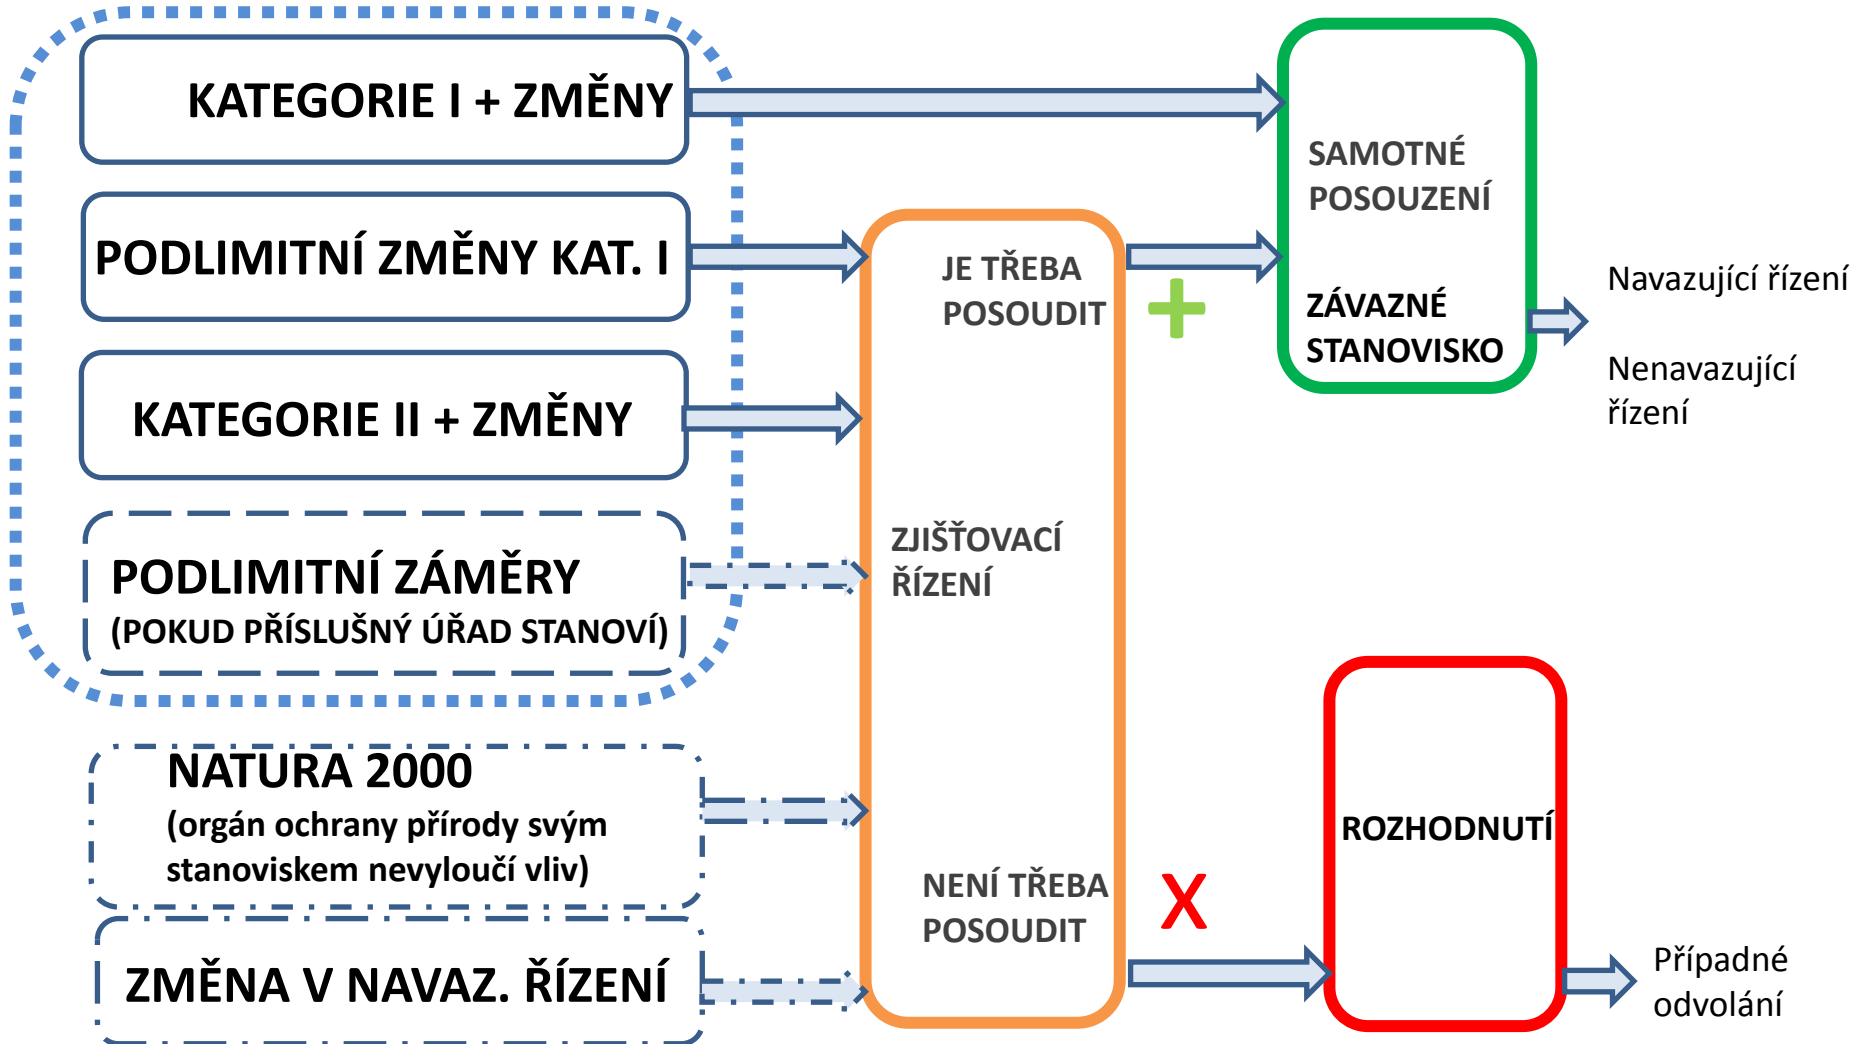 KATEGORIE I + ZMĚNY
PODLIMITNÍ ZMĚNY KAT. I
KATEGORIE II + ZMĚNY
PODLIMITNÍ ZÁMĚRY
(POKUD PŘÍSLUŠNÝ ÚŘAD STANOVÍ)
NATURA 2000
(orgán ochrany přírody svým
stanoviskem nevyloučí vliv)
ZMĚNA V NAVAZ. ŘÍZENÍ
JE TŘEBA
POSOUDIT
ZJIŠŤOVACÍ
ŘÍZENÍ
NENÍ TŘEBA
POSOUDIT
+
X
SAMOTNÉ
POSOUZENÍ
ZÁVAZNÉ
STANOVISKO
Navazující řízení
Nenavazující
řízení
ROZHODNUTÍ
Případné
odvolání